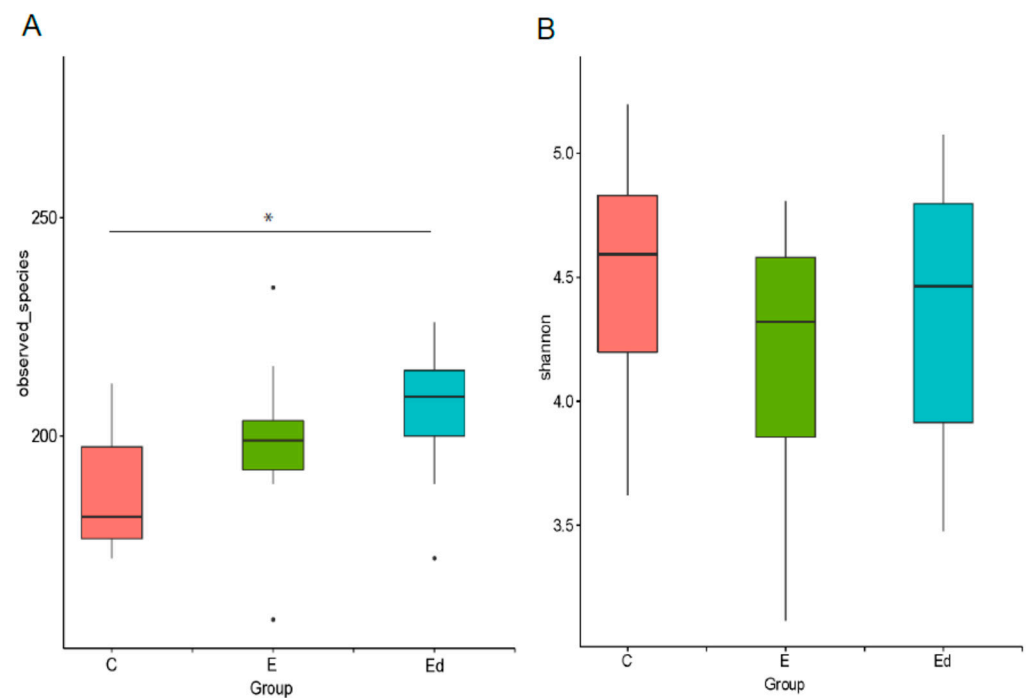 A
250
200
observed_species
*
C E Ed
Group
B
5.0
4.5
4.0
3.5
shannon
C E Ed
Group